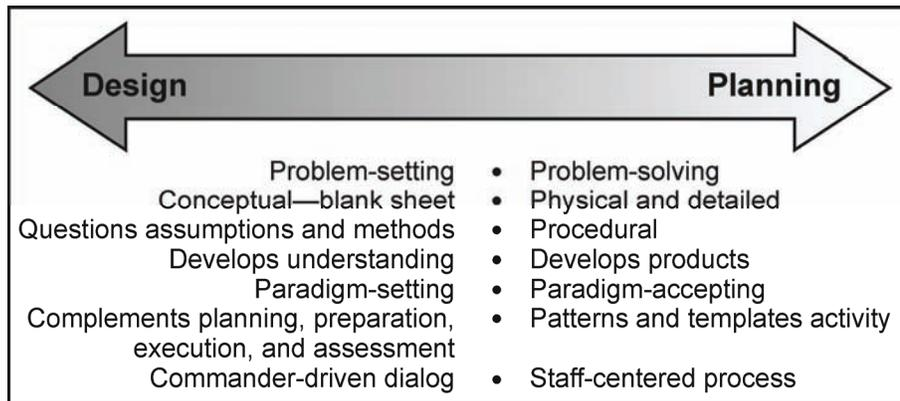 Design Planning
Problem-setting • Problem-solving
Conceptual—blank sheet • Physical and detailed
Questions assumptions and methods • Procedural
Develops understanding • Develops products
Paradigm-setting • Paradigm-accepting
Complements planning, preparation, • Patterns and templates activity
execution, and assessment
Commander-driven dialog • Staff-centered process